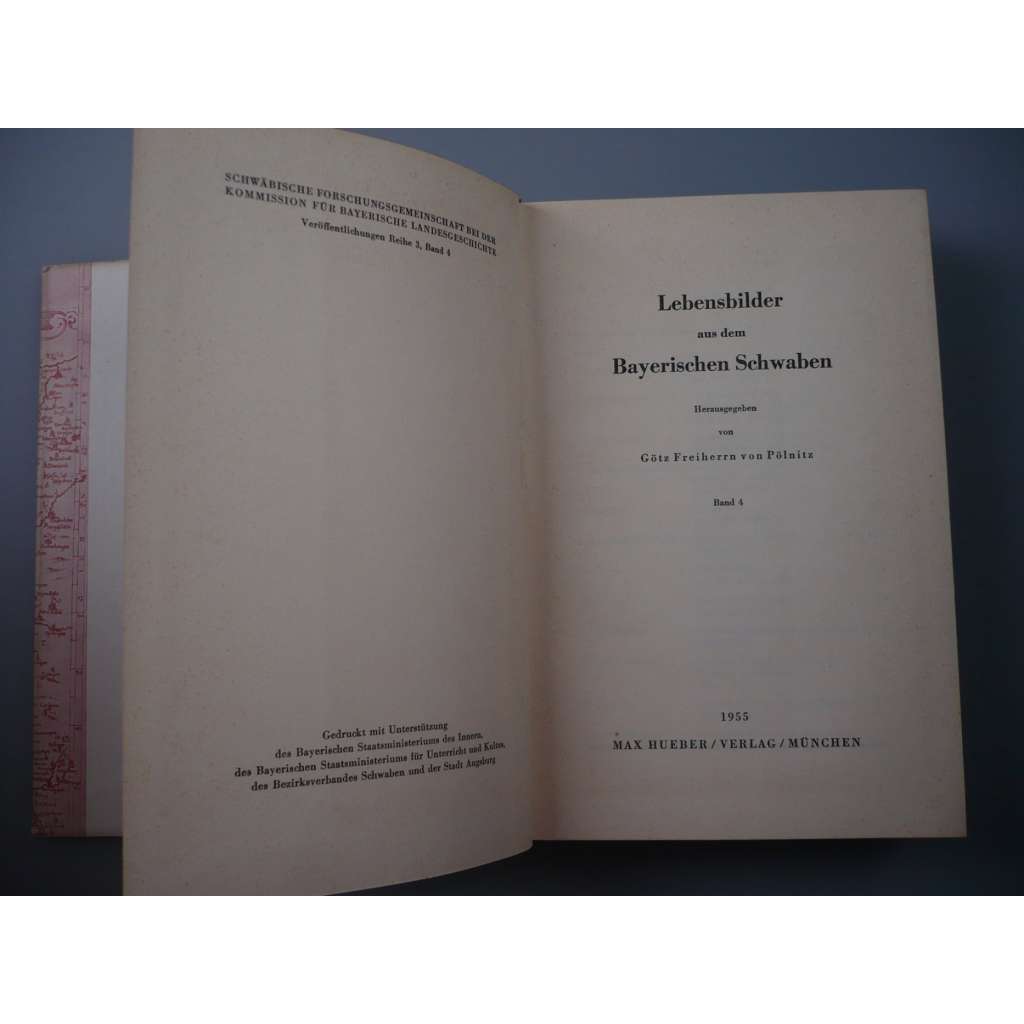 SCHWÄBISCHE FORSCHUNGSGEMEINSCHAFT BEI DER
KOMMISSION FÜR BAYERISCHE LANDESGESCHICHTE
Veröffentlichungen Reihe 3, Band 4
Gedruckt mit Unterstützung
des Bayerischen Staatsministeriums des Innern,
des Bayerischen Staatsministeriums für Unterricht und Kultus,
des Bezirksverbandes Schwaben und der Stadt Augsburg
Lebensbilder
aus dem
Bayerischen Schwaben
Herausgegeben
von
Götz Freiherrn von Pölnitz
Band 4
1955
MAX HUEBER / VERLAG / MÜNCHEN